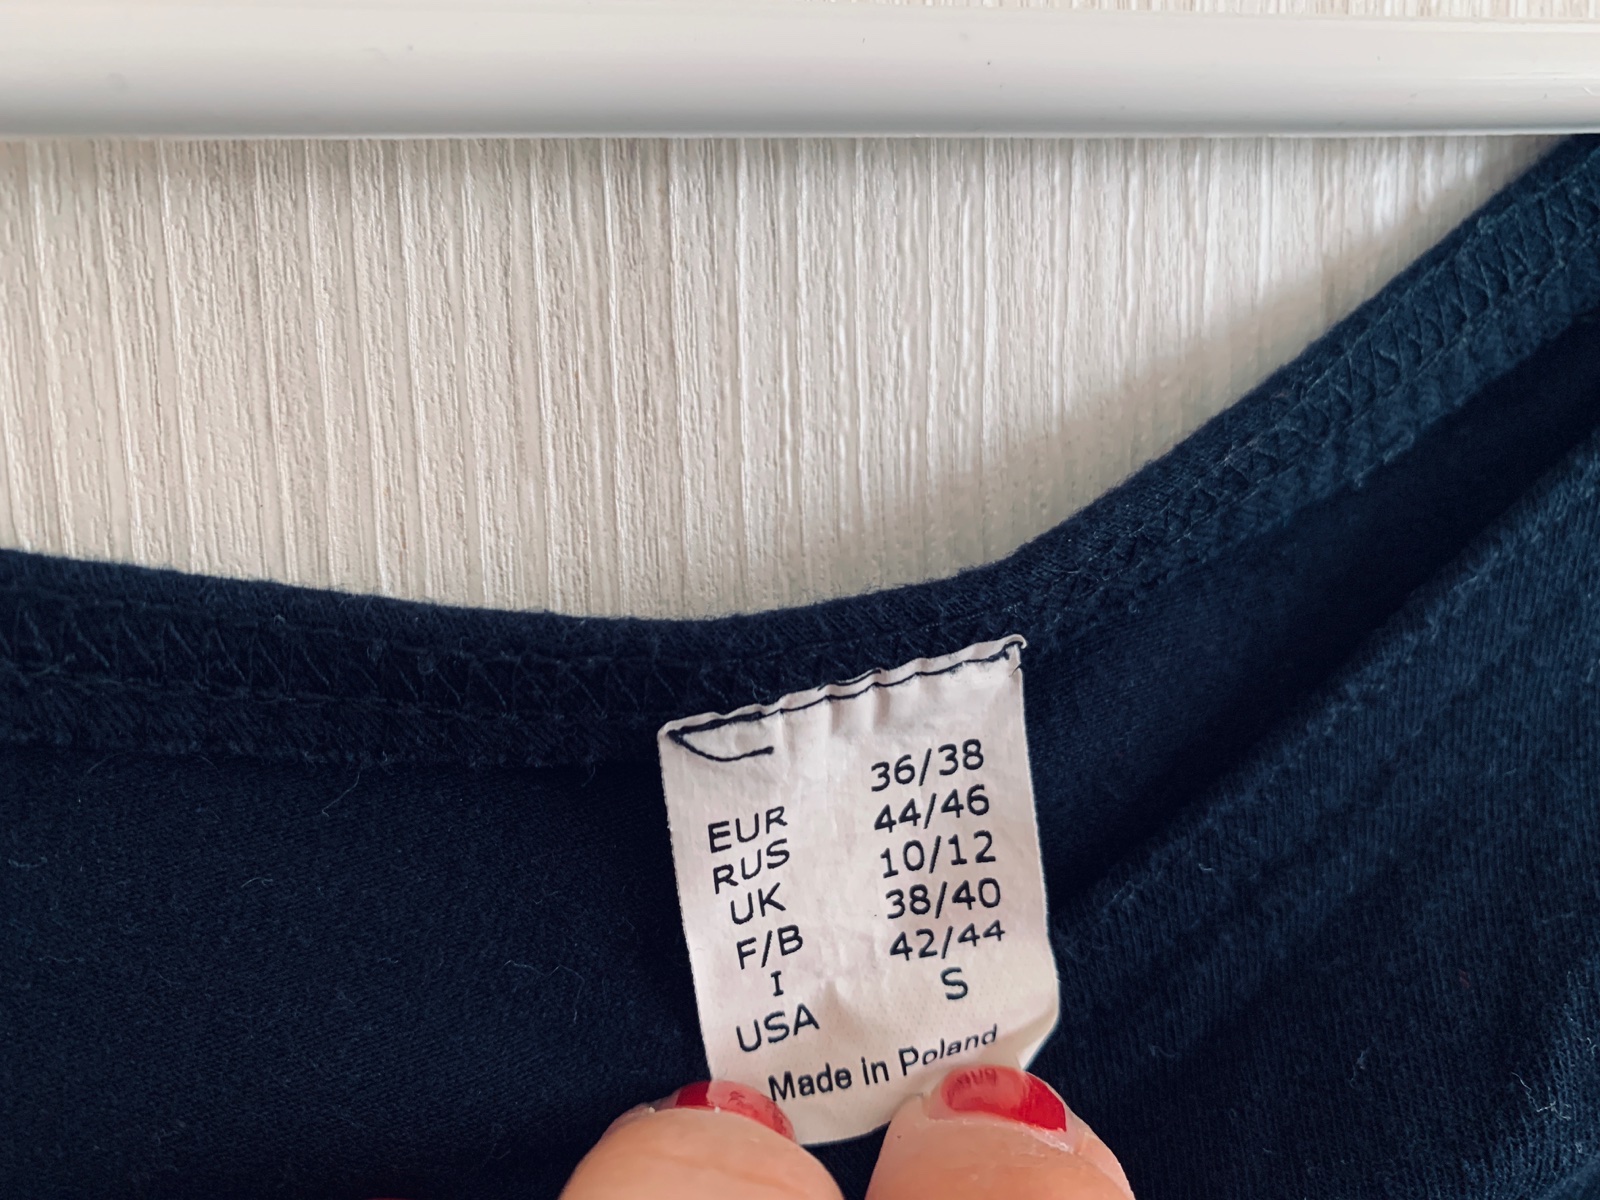 EUR 36/38
RUS 44/46
UK 10/12
F/B 38/40
I 42/44
USA S
Made in Poland